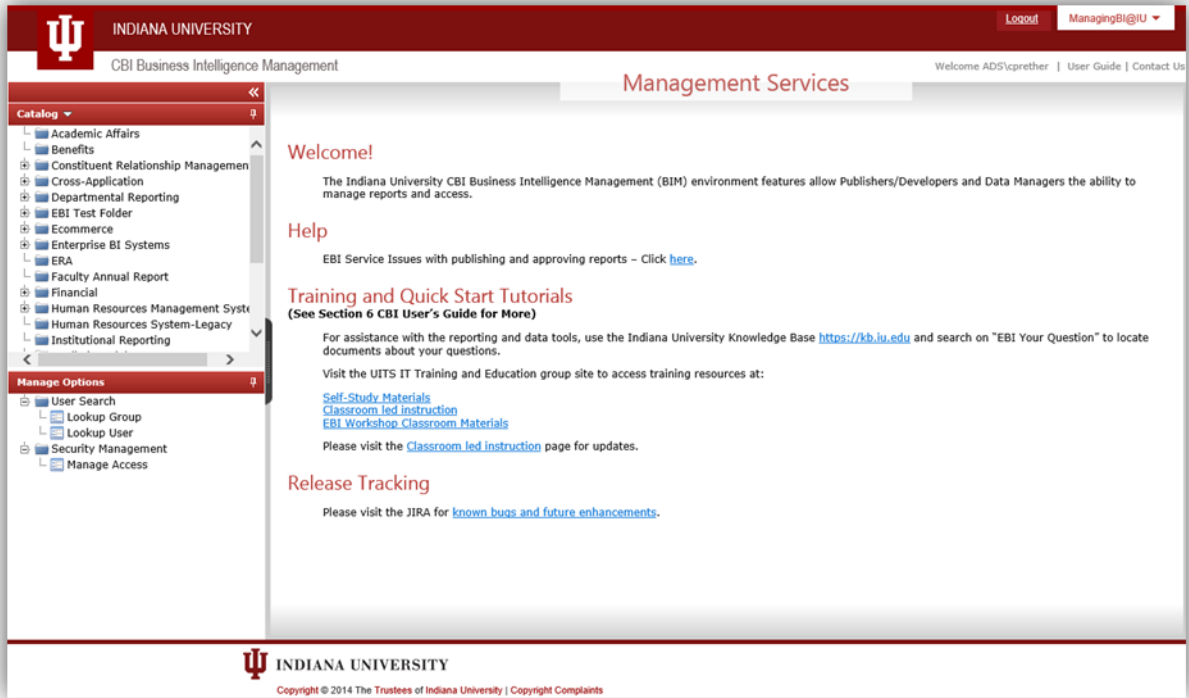 INDIANA UNIVERSITY
Logout
ManagingBI@IU
CBI Business Intelligence Management
Welcome ADS\cprether | User Guide | Contact Us
Management Services
Catalog
Academic Affairs
Benefits
Constituent Relationship Managemen
Cross-Application
Departmental Reporting
EBI Test Folder
Ecommerce
Enterprise BI Systems
ERA
Faculty Annual Report
Financial
Human Resources Management Syste
Human Resources System-Legacy
Institutional Reporting
Manage Options
User Search
Lookup Group
Lookup User
Security Management
Manage Access
Welcome!
The Indiana University CBI Business Intelligence Management (BIM) environment features allow Publishers/Developers and Data Managers the ability to
manage reports and access.
Help
EBI Service Issues with publishing and approving reports – Click here.
Training and Quick Start Tutorials
(See Section 6 CBI User's Guide for More)
For assistance with the reporting and data tools, use the Indiana University Knowledge Base https://kb.iu.edu and search on "EBI Your Question" to locate
documents about your questions.
Visit the UITS IT Training and Education group site to access training resources at:
Self-Study Materials
Classroom led instruction
EBI Workshop Classroom Materials
Please visit the Classroom led instruction page for updates.
Release Tracking
Please visit the JIRA for known bugs and future enhancements.
INDIANA UNIVERSITY
Copyright © 2014 The Trustees of Indiana University | Copyright Complaints